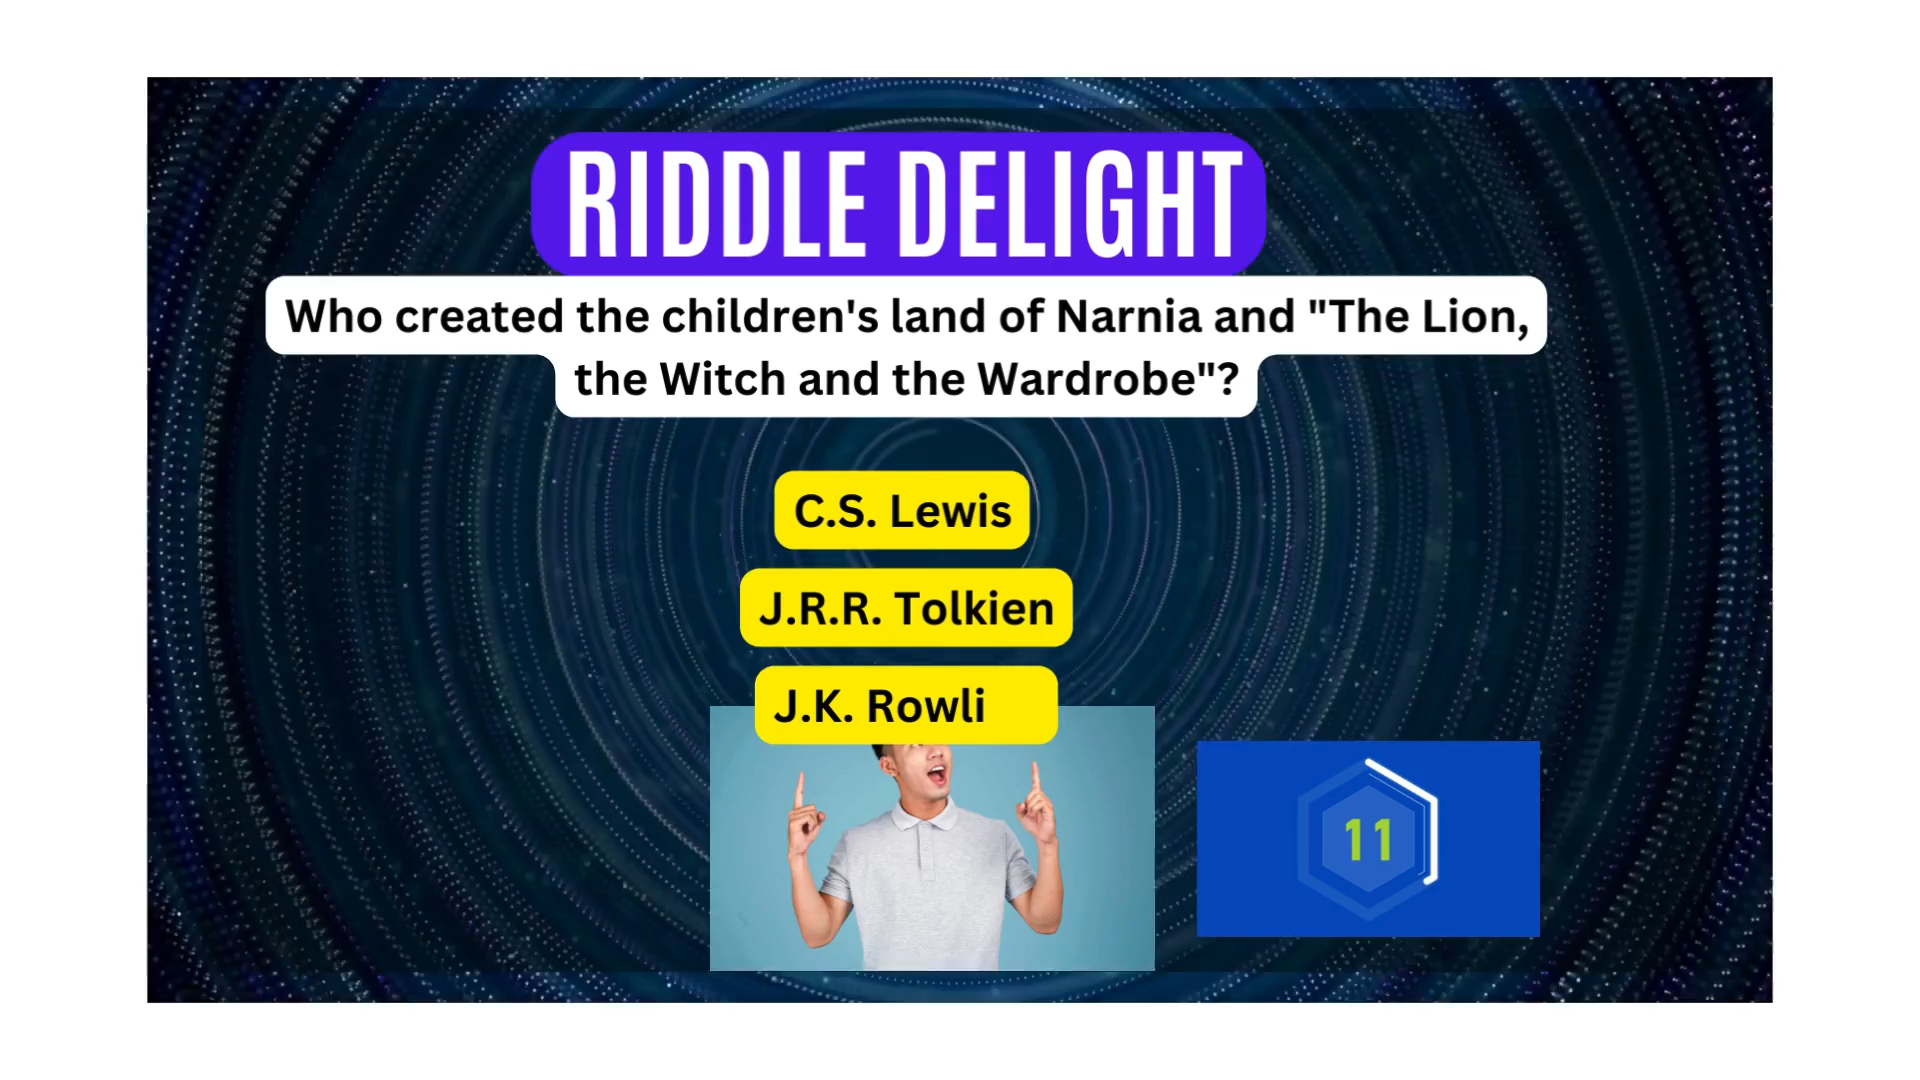 RIDDLE DELIGHT
Who created the children's land of Narnia and "The Lion,
the Witch and the Wardrobe"?
C.S. Lewis
J.R.R. Tolkien
J.K. Rowli
11